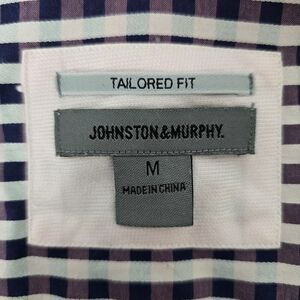 TAILORED FIT
JOHNSTON&MURPHY.
M
MADE IN CHINA